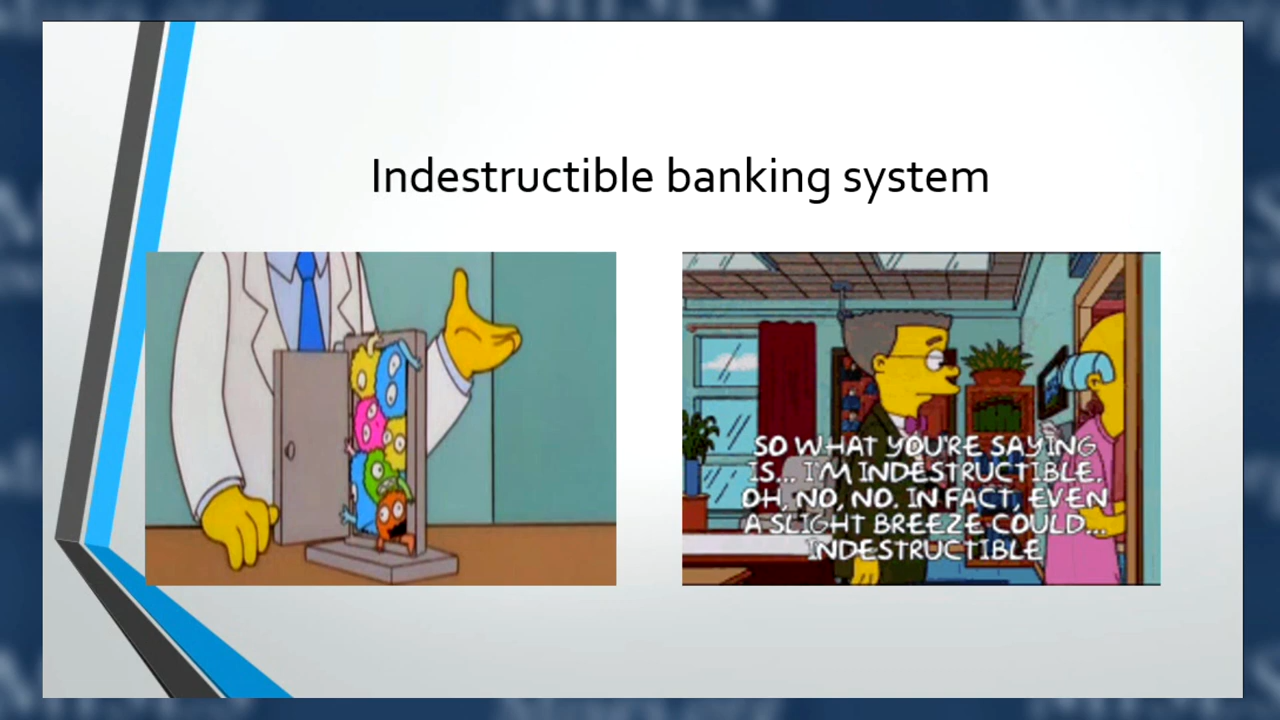 Indestructible banking system
SO WHAT YOU'RE SAYING
IS... I'M INDESTRUCTIBLE.
OH, NO, NO. IN FACT, EVEN
A SLIGHT BREEZE COULD...
INDESTRUCTIBLE